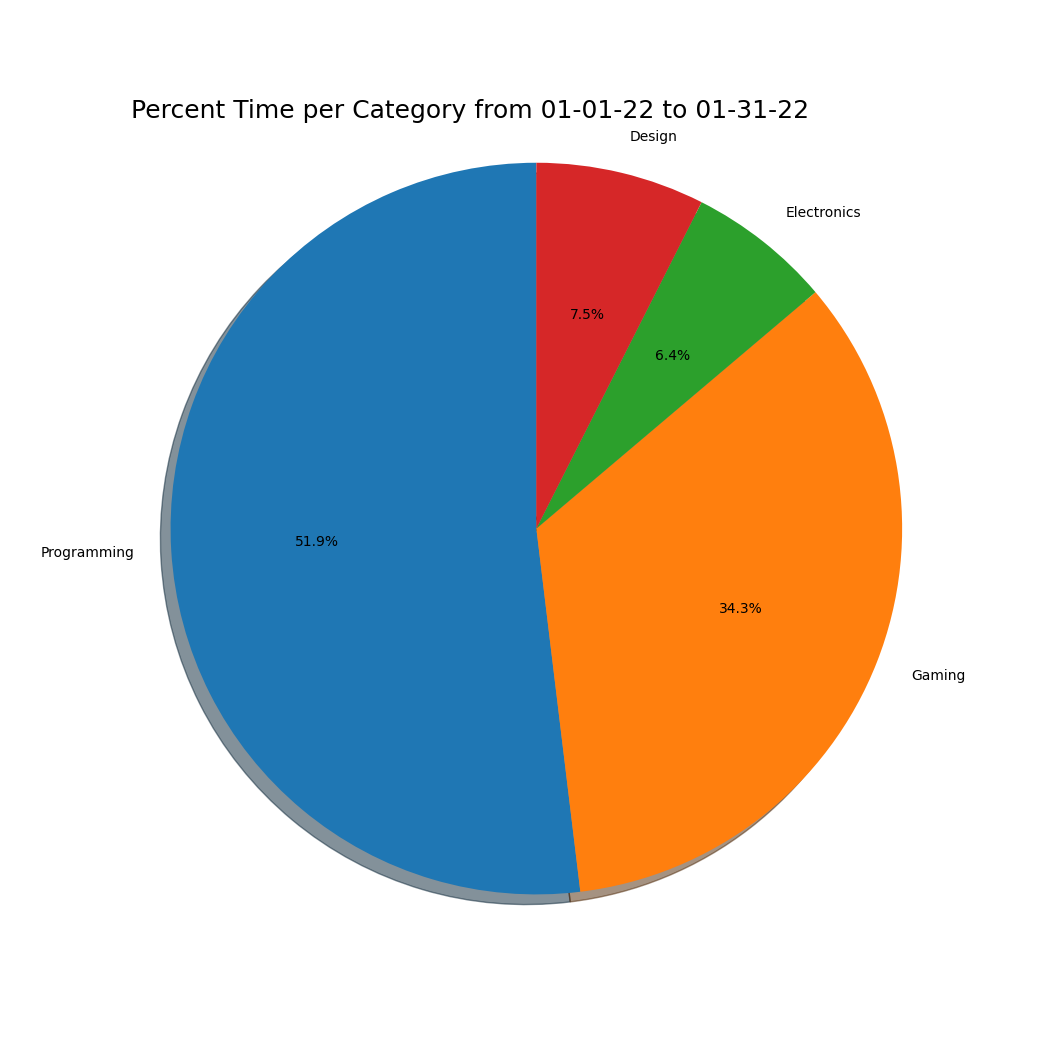 Percent Time per Category from 01-01-22 to 01-31-22
Design
Electronics
7.5%
6.4%
Programming
51.9%
34.3%
Gaming